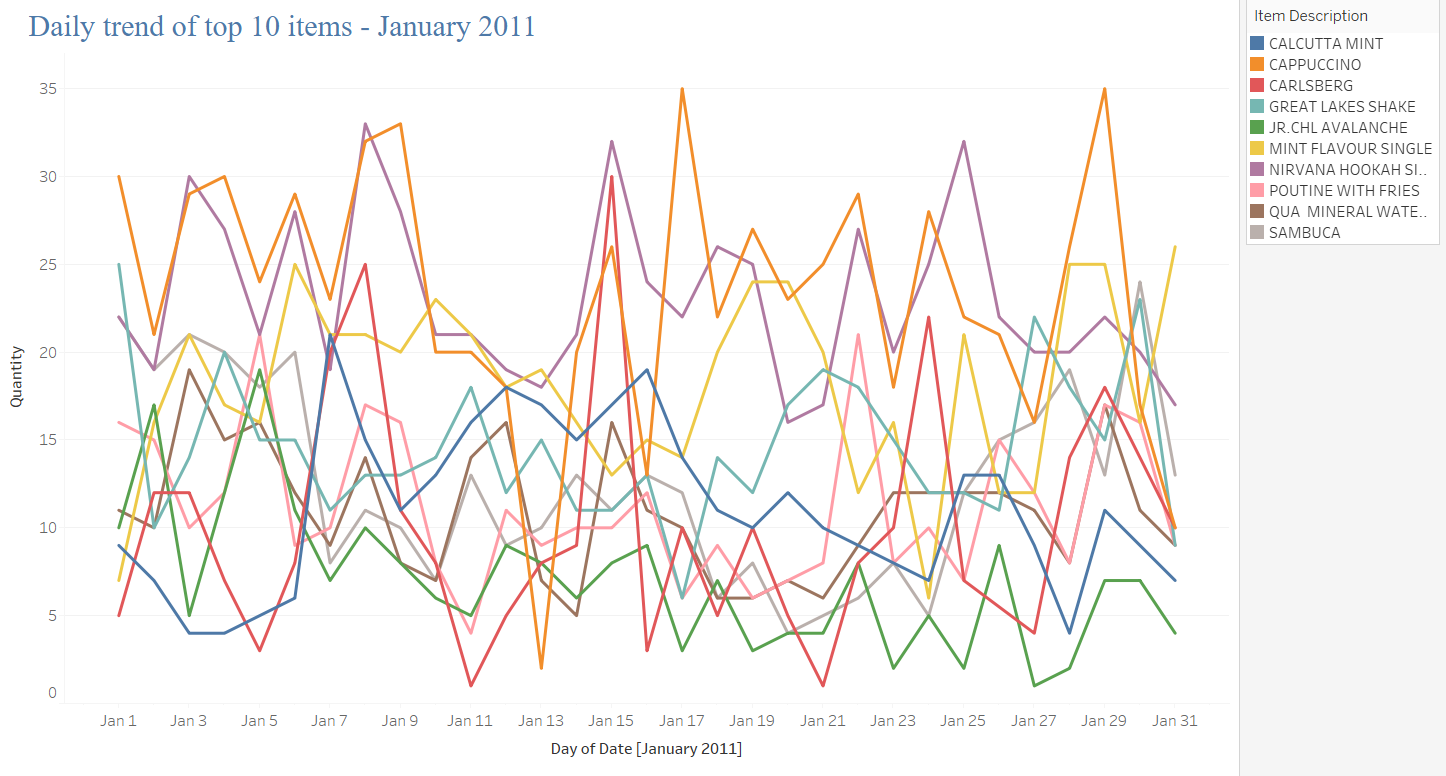 Daily trend of top 10 items - January 2011
Item Description
CALCUTTA MINT
CAPPUCCINO
CARLSBERG
GREAT LAKES SHAKE
JR.CHL AVALANCHE
MINT FLAVOUR SINGLE
NIRVANA HOOKAH SI..
POUTINE WITH FRIES
QUA  MINERAL WATE..
SAMBUCA
Quantity
35
30
25
20
15
10
5
0
Jan 1 Jan 3 Jan 5 Jan 7 Jan 9 Jan 11 Jan 13 Jan 15 Jan 17 Jan 19 Jan 21 Jan 23 Jan 25 Jan 27 Jan 29 Jan 31
Day of Date [January 2011]